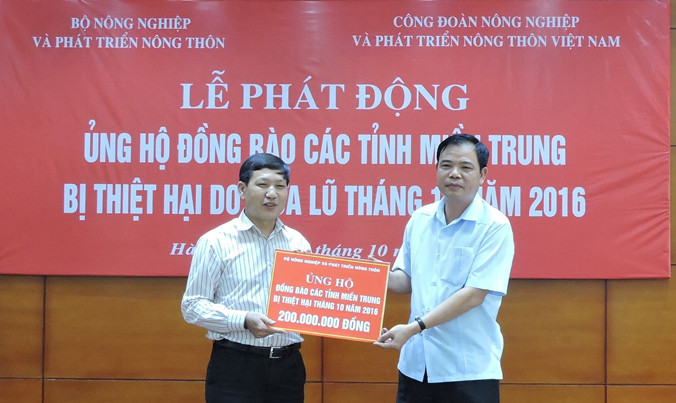 BỘ NÔNG NGHIỆP
VÀ PHÁT TRIỂN NÔNG THÔN
CÔNG ĐOÀN NÔNG NGHIỆP
VÀ PHÁT TRIỂN NÔNG THÔN VIỆT NAM
LỄ PHÁT ĐỘNG
ỦNG HỘ ĐỒNG BÀO CÁC TỈNH MIỀN TRUNG
BỊ THIỆT HẠI DO LŨ THÁNG 1 NĂM 2016
Hà tháng 10
BỘ NÔNG NGHIỆP VÀ PHÁT TRIỂN NÔNG THÔN
ỦNG HỘ
ĐỒNG BÀO CÁC TỈNH MIỀN TRUNG
BỊ THIỆT HẠI THÁNG 10 NĂM 2016
200.000.000 ĐỒNG